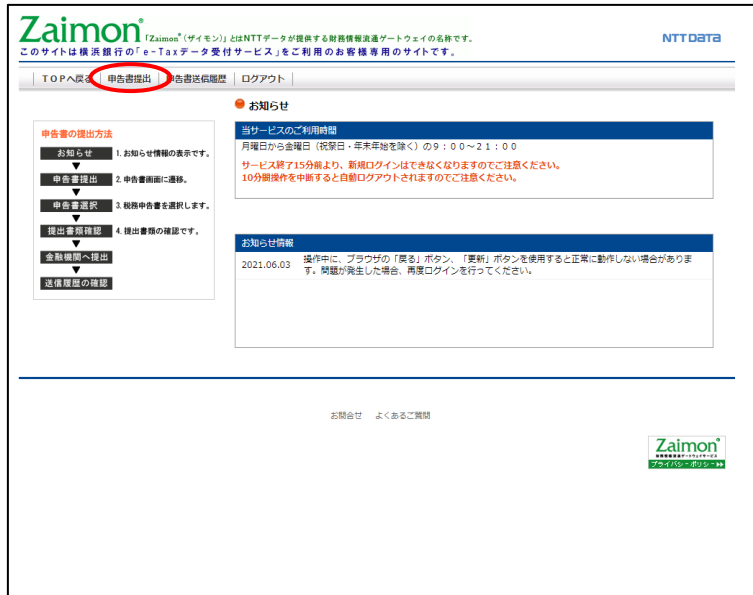 Zaimon®「Zaimon®(ザイモン)」とはNTTデータが提供する財務情報流通ゲートウェイの名称です。
NTT DATA
このサイトは横浜銀行の「e-Taxデータ受付サービス」をご利用のお客様専用のサイトです。
TOPへ戻る 申告書提出 申告書送信履歴 ログアウト
お知らせ
申告書の提出方法
お知らせ 1.お知らせ情報の表示です。
▼
申告書提出 2.申告書画面に遷移。
▼
申告書選択 3.税務申告書を選択します。
▼
提出書類確認 4.提出書類の確認です。
▼
金融機関へ提出
▼
送信履歴の確認
当サービスのご利用時間
月曜日から金曜日(祝祭日・年末年始を除く)の9:00~21:00
サービス終了15分前より、新規ログインはできなくなりますのでご注意ください。
10分間操作を中断すると自動ログアウトされますのでご注意ください。
お知らせ情報
2021.06.03 操作中に、ブラウザの「戻る」ボタン、「更新」ボタンを使用すると正常に動作しない場合がありま
す。問題が発生した場合、再度ログインを行ってください。
お問合せ よくあるご質問
Zaimon®
財務情報流通ゲートウェイサービス
プライバシーポリシー